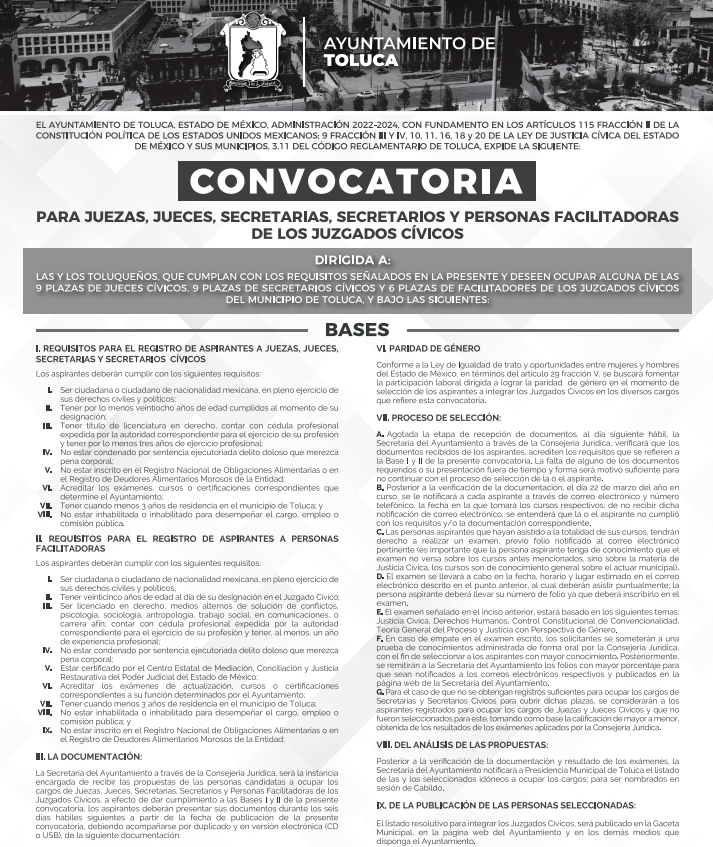 AYUNTAMIENTO DE
TOLUCA
EL AYUNTAMIENTO DE TOLUCA, ESTADO DE MÉXICO, ADMINISTRACIÓN 2022-2024, CON FUNDAMENTO EN LOS ARTÍCULOS 115 FRACCIÓN II DE LA
CONSTITUCIÓN POLÍTICA DE LOS ESTADOS UNIDOS MEXICANOS; 9 FRACCIÓN III Y IV, 10, 11, 16, 18 y 20 DE LA LEY DE JUSTICIA CÍVICA DEL ESTADO
DE MÉXICO Y SUS MUNICIPIOS, 3.11 DEL CÓDIGO REGLAMENTARIO DE TOLUCA, EXPIDE LA SIGUIENTE:
CONVOCATORIA
PARA JUEZAS, JUECES, SECRETARIAS, SECRETARIOS Y PERSONAS FACILITADORAS
DE LOS JUZGADOS CÍVICOS
DIRIGIDA A:
LAS Y LOS TOLUQUEÑOS, QUE CUMPLAN CON LOS REQUISITOS SEÑALADOS EN LA PRESENTE Y DESEEN OCUPAR ALGUNA DE LAS
9 PLAZAS DE JUECES CÍVICOS, 9 PLAZAS DE SECRETARIOS CÍVICOS Y 6 PLAZAS DE FACILITADORES DE LOS JUZGADOS CÍVICOS
DEL MUNICIPIO DE TOLUCA, Y BAJO LAS SIGUIENTES:
BASES
I. REQUISITOS PARA EL REGISTRO DE ASPIRANTES A JUEZAS, JUECES,
SECRETARIAS Y SECRETARIOS CÍVICOS
Los aspirantes deberán cumplir con los siguientes requisitos:
I. Ser ciudadana o ciudadano de nacionalidad mexicana, en pleno ejercicio de
sus derechos civiles y políticos;
II. Tener por lo menos veintiocho años de edad cumplidos al momento de su
designación;
III. Tener título de licenciatura en derecho, contar con cédula profesional
expedida por la autoridad correspondiente para el ejercicio de su profesión
y tener por lo menos tres años de ejercicio profesional;
IV. No estar condenado por sentencia ejecutoriada delito doloso que merezca
pena corporal;
V. No estar inscrito en el Registro Nacional de Obligaciones Alimentarias o en
el Registro de Deudores Alimentarios Morosos de la Entidad;
VI. Acreditar los exámenes, cursos o certificaciones correspondientes que
determine el Ayuntamiento;
VII. Tener cuando menos 3 años de residencia en el municipio de Toluca; y
VIII. No estar inhabilitada o inhabilitado para desempeñar el cargo, empleo o
comisión pública.
II. REQUISITOS PARA EL REGISTRO DE ASPIRANTES A PERSONAS
FACILITADORAS
Los aspirantes deberán cumplir con los siguientes requisitos:
I. Ser ciudadana o ciudadano de nacionalidad mexicana, en pleno ejercicio de
sus derechos civiles y políticos;
II. Tener veinticinco años de edad al día de su designación en el Juzgado Cívico;
III. Ser licenciado en derecho, medios alternos de solución de conflictos,
psicología, sociología, antropología, trabajo social, en comunicaciones, o
carrera afín; contar con cédula profesional expedida por la autoridad
correspondiente para el ejercicio de su profesión y tener, al menos, un año
de experiencia profesional;
IV. No estar condenado por sentencia ejecutoriada delito doloso que merezca
pena corporal;
V. Estar certificado por el Centro Estatal de Mediación, Conciliación y Justicia
Restaurativa del Poder Judicial del Estado de México;
VI. Acreditar los exámenes de actualización, cursos o certificaciones
correspondientes a su función determinados por el Ayuntamiento;
VII. Tener cuando menos 3 años de residencia en el municipio de Toluca;
VIII. No estar inhabilitada o inhabilitado para desempeñar el cargo, empleo o
comisión pública; y
IX. No estar inscrito en el Registro Nacional de Obligaciones Alimentarias o en
el Registro de Deudores Alimentarios Morosos de la Entidad;
III. LA DOCUMENTACIÓN:
La Secretaría del Ayuntamiento a través de la Consejería Jurídica, será la instancia
encargada de recibir las propuestas de las personas candidatas a ocupar los
cargos de Juezas, Jueces, Secretarias, Secretarios y Personas Facilitadoras de los
Juzgados Cívicos, a efecto de dar cumplimiento a las Bases I y II de la presente
convocatoria, los aspirantes deberán presentar sus documentos durante los seis
días hábiles siguientes a partir de la fecha de publicación de la presente
convocatoria, debiendo acompañarse por duplicado y en versión electrónica (CD
o USB), de la siguiente documentación:
VI. PARIDAD DE GÉNERO
Conforme a la Ley de Igualdad de trato y oportunidades entre mujeres y hombres
del Estado de México, en términos del artículo 29 fracción V, se buscará fomentar
la participación laboral dirigida a lograr la paridad de género en el momento de
selección de los aspirantes a integrar los Juzgados Cívicos en los diversos cargos
que refiere esta convocatoria.
VII. PROCESO DE SELECCIÓN:
A. Agotada la etapa de recepción de documentos, al día siguiente hábil, la
Secretaría del Ayuntamiento a través de la Consejería Jurídica, verificará que los
documentos recibidos de los aspirantes, acrediten los requisitos que se refieren a
la Base I y II de la presente convocatoria. La falta de alguno de los documentos
requeridos o su presentación fuera de tiempo y forma será motivo suficiente para
no continuar con el proceso de selección de la o el aspirante.
B. Posterior a la verificación de la documentación, el día 22 de marzo del año en
curso, se le notificará a cada aspirante a través de correo electrónico y número
telefónico, la fecha en la que tomará los cursos respectivos; de no recibir dicha
notificación de correo electrónico, se entenderá que la o el aspirante no cumplió
con los requisitos y/o la documentación correspondiente.
C. Las personas aspirantes que hayan asistido a la totalidad de sus cursos, tendrán
derecho a realizar un examen, previo folio notificado al correo electrónico
pertinente (es importante que la persona aspirante tenga de conocimiento que el
examen no versa sobre los cursos antes mencionados, sino sobre la materia de
Justicia Cívica, los cursos son de conocimiento general sobre el actuar municipal).
D. El examen se llevará a cabo en la fecha, horario y lugar estimado en el correo
electrónico descrito en el punto anterior, al cual deberán asistir puntualmente; la
persona aspirante deberá llevar su número de folio ya que deberá inscribirlo en el
examen.
E. El examen señalado en el inciso anterior, estará basado en los siguientes temas:
Justicia Cívica, Derechos Humanos, Control Constitucional de Convencionalidad,
Teoría General del Proceso y Justicia con Perspectiva de Género.
F. En caso de empate en el examen escrito, los solicitantes se someterán a una
prueba de conocimientos administrada de forma oral por la Consejería Jurídica,
con el fin de seleccionar a los aspirantes con mayor conocimiento. Posteriormente,
se remitirán a la Secretaría del Ayuntamiento los folios con mayor porcentaje para
que sean notificados a los correos electrónicos respectivos y publicados en la
página web de la Secretaría del Ayuntamiento.
G. Para el caso de que no se obtengan registros suficientes para ocupar los cargos de
Secretarias y Secretarios Cívicos para cubrir dichas plazas, se considerarán a los
aspirantes registrados para ocupar los cargos de Juezas y Jueces Cívicos y que no
fueron seleccionados para éste, tomando como base la calificación de mayor a menor,
obtenida de los resultados de los exámenes aplicados por la Consejería Jurídica.
VIII. DEL ANÁLISIS DE LAS PROPUESTAS:
Posterior a la verificación de la documentación y resultado de los exámenes, la
Secretaría del Ayuntamiento notificará a Presidencia Municipal de Toluca el listado
de las y los seleccionados idóneos a ocupar los cargos; para ser nombrados en
sesión de Cabildo.
IX. DE LA PUBLICACIÓN DE LAS PERSONAS SELECCIONADAS:
El listado resolutivo para integrar los Juzgados Cívicos, será publicado en la Gaceta
Municipal, en la página web del Ayuntamiento y en los demás medios que
disponga el Ayuntamiento.